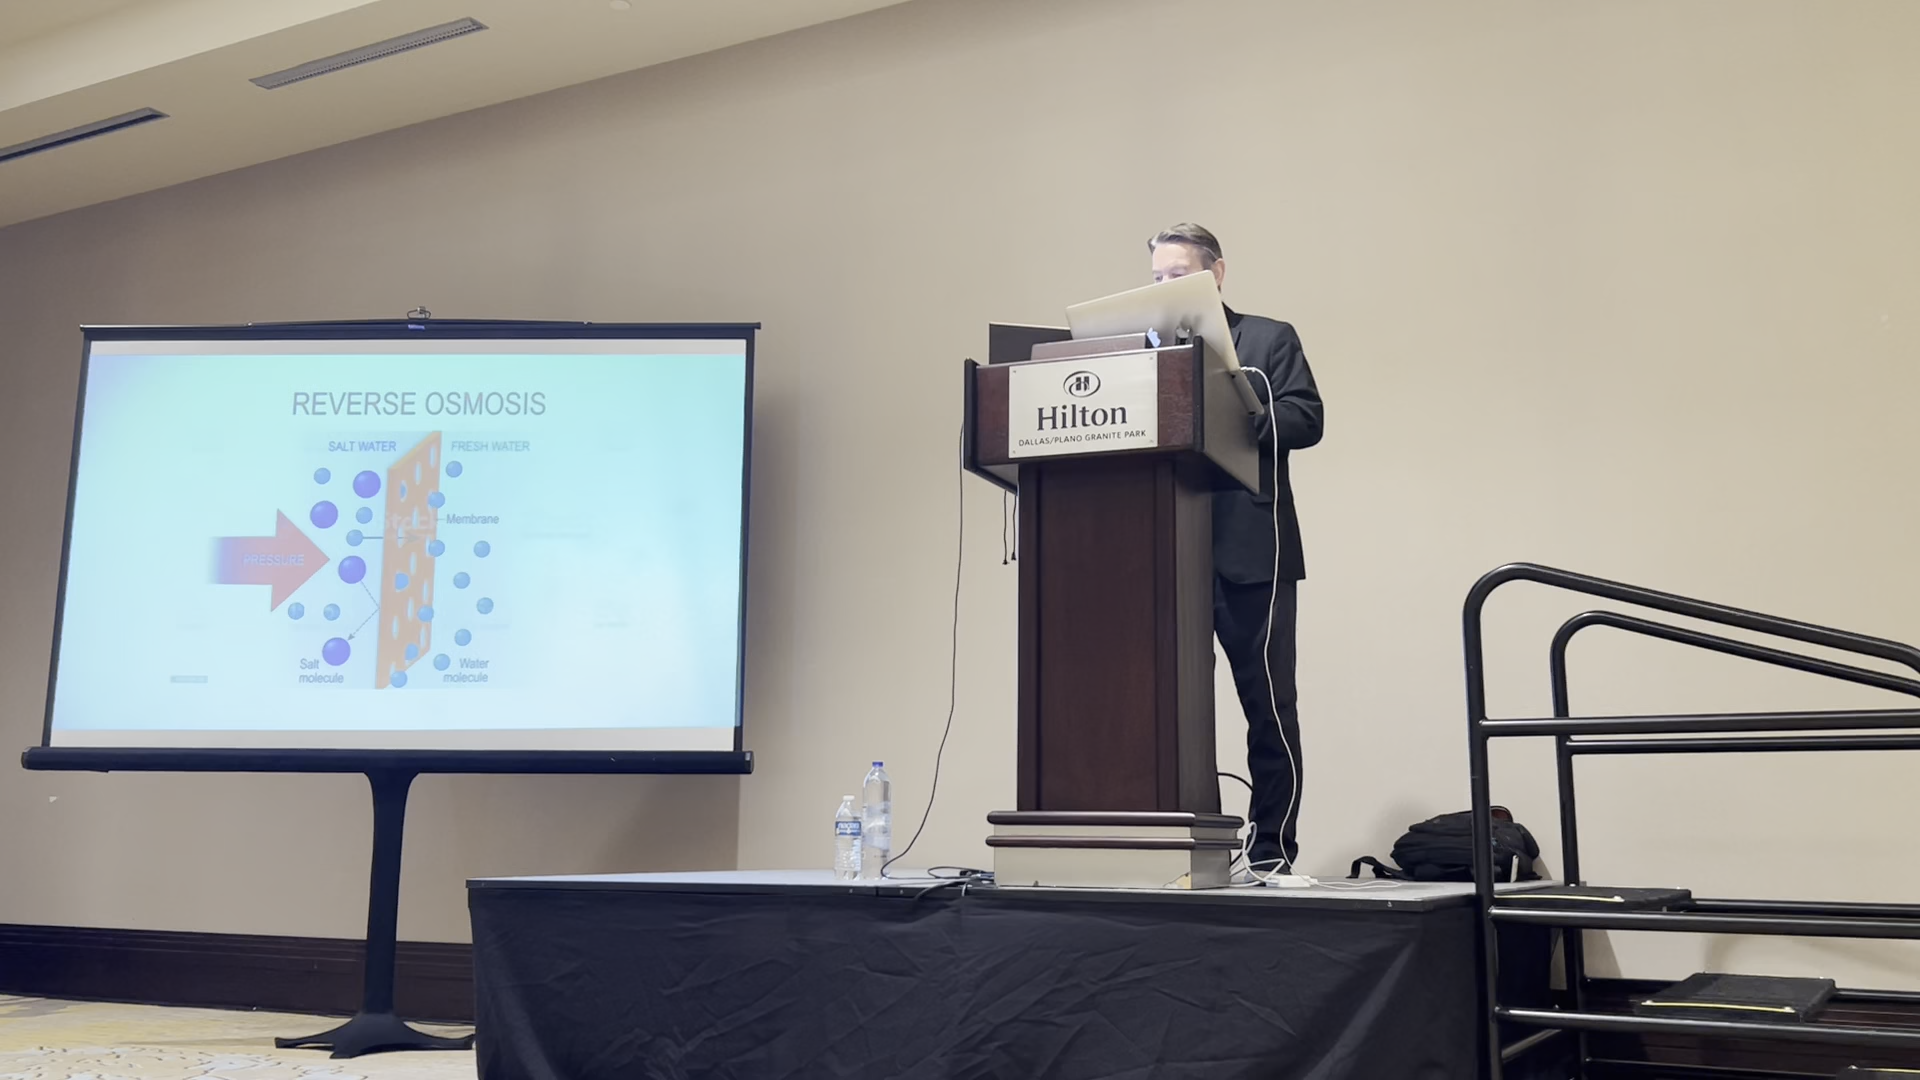 REVERSE OSMOSIS
SALT WATER
FRESH WATER
Membrane
PRESSURE
Salt
molecule
Water
molecule
Hilton
DALLAS/PLANO GRANITE PARK